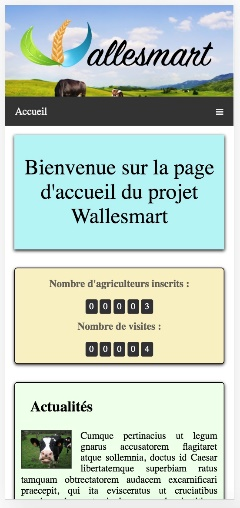 Wallesmart
Accueil
Bienvenue sur la page
d'accueil du projet
Wallesmart
Nombre d'agriculteurs inscrits :
0 0 0 0 3
Nombre de visites :
0 0 0 0 4
Actualités
Cumque pertinacius ut legum
gnarus accusatorem flagitaret
atque sollemnia, doctus id Caesar
libertatemque superbiam ratus
tamquam obtrectatorem audacem excarnificari
praecepit, qui ita evisceratus ut cruciatibus